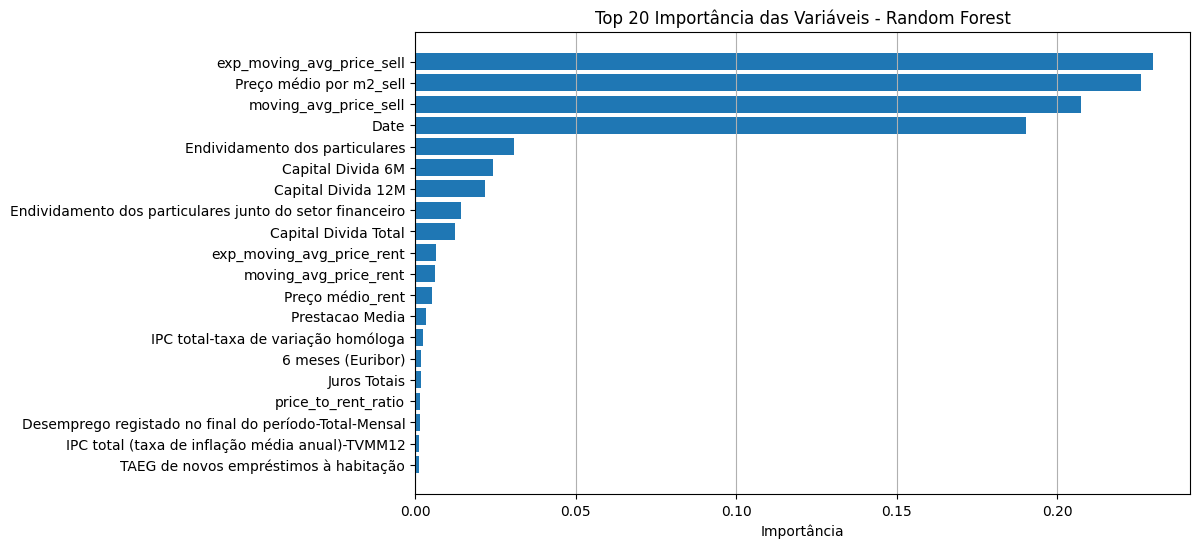 Top 20 Importância das Variáveis - Random Forest
exp_moving_avg_price_sell
Preço médio por m2_sell
moving_avg_price_sell
Date
Endividamento dos particulares
Capital Divida 6M
Capital Divida 12M
Endividamento dos particulares junto do setor financeiro
Capital Divida Total
exp_moving_avg_price_rent
moving_avg_price_rent
Preço médio_rent
Prestacao Media
IPC total-taxa de variação homóloga
6 meses (Euribor)
Juros Totais
price_to_rent_ratio
Desemprego registado no final do período-Total-Mensal
IPC total (taxa de inflação média anual)-TVMM12
TAEG de novos empréstimos à habitação
0.00 0.05 0.10 0.15 0.20
Importância